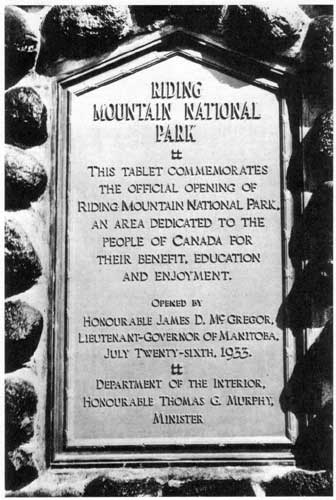 RIDING
MOUNTAIN NATIONAL
PARK
THIS TABLET COMMEMORATES
THE OFFICIAL OPENING OF
RIDING MOUNTAIN NATIONAL PARK,
AN AREA DEDICATED TO THE
PEOPLE OF CANADA FOR
THEIR BENEFIT, EDUCATION
AND ENJOYMENT.
OPENED BY
HONOURABLE JAMES D. MCGREGOR,
LIEUTENANT-GOVERNOR OF MANITOBA.
JULY TWENTY-SIXTH, 1933.
DEPARTMENT OF THE INTERIOR,
HONOURABLE THOMAS G. MURPHY,
MINISTER